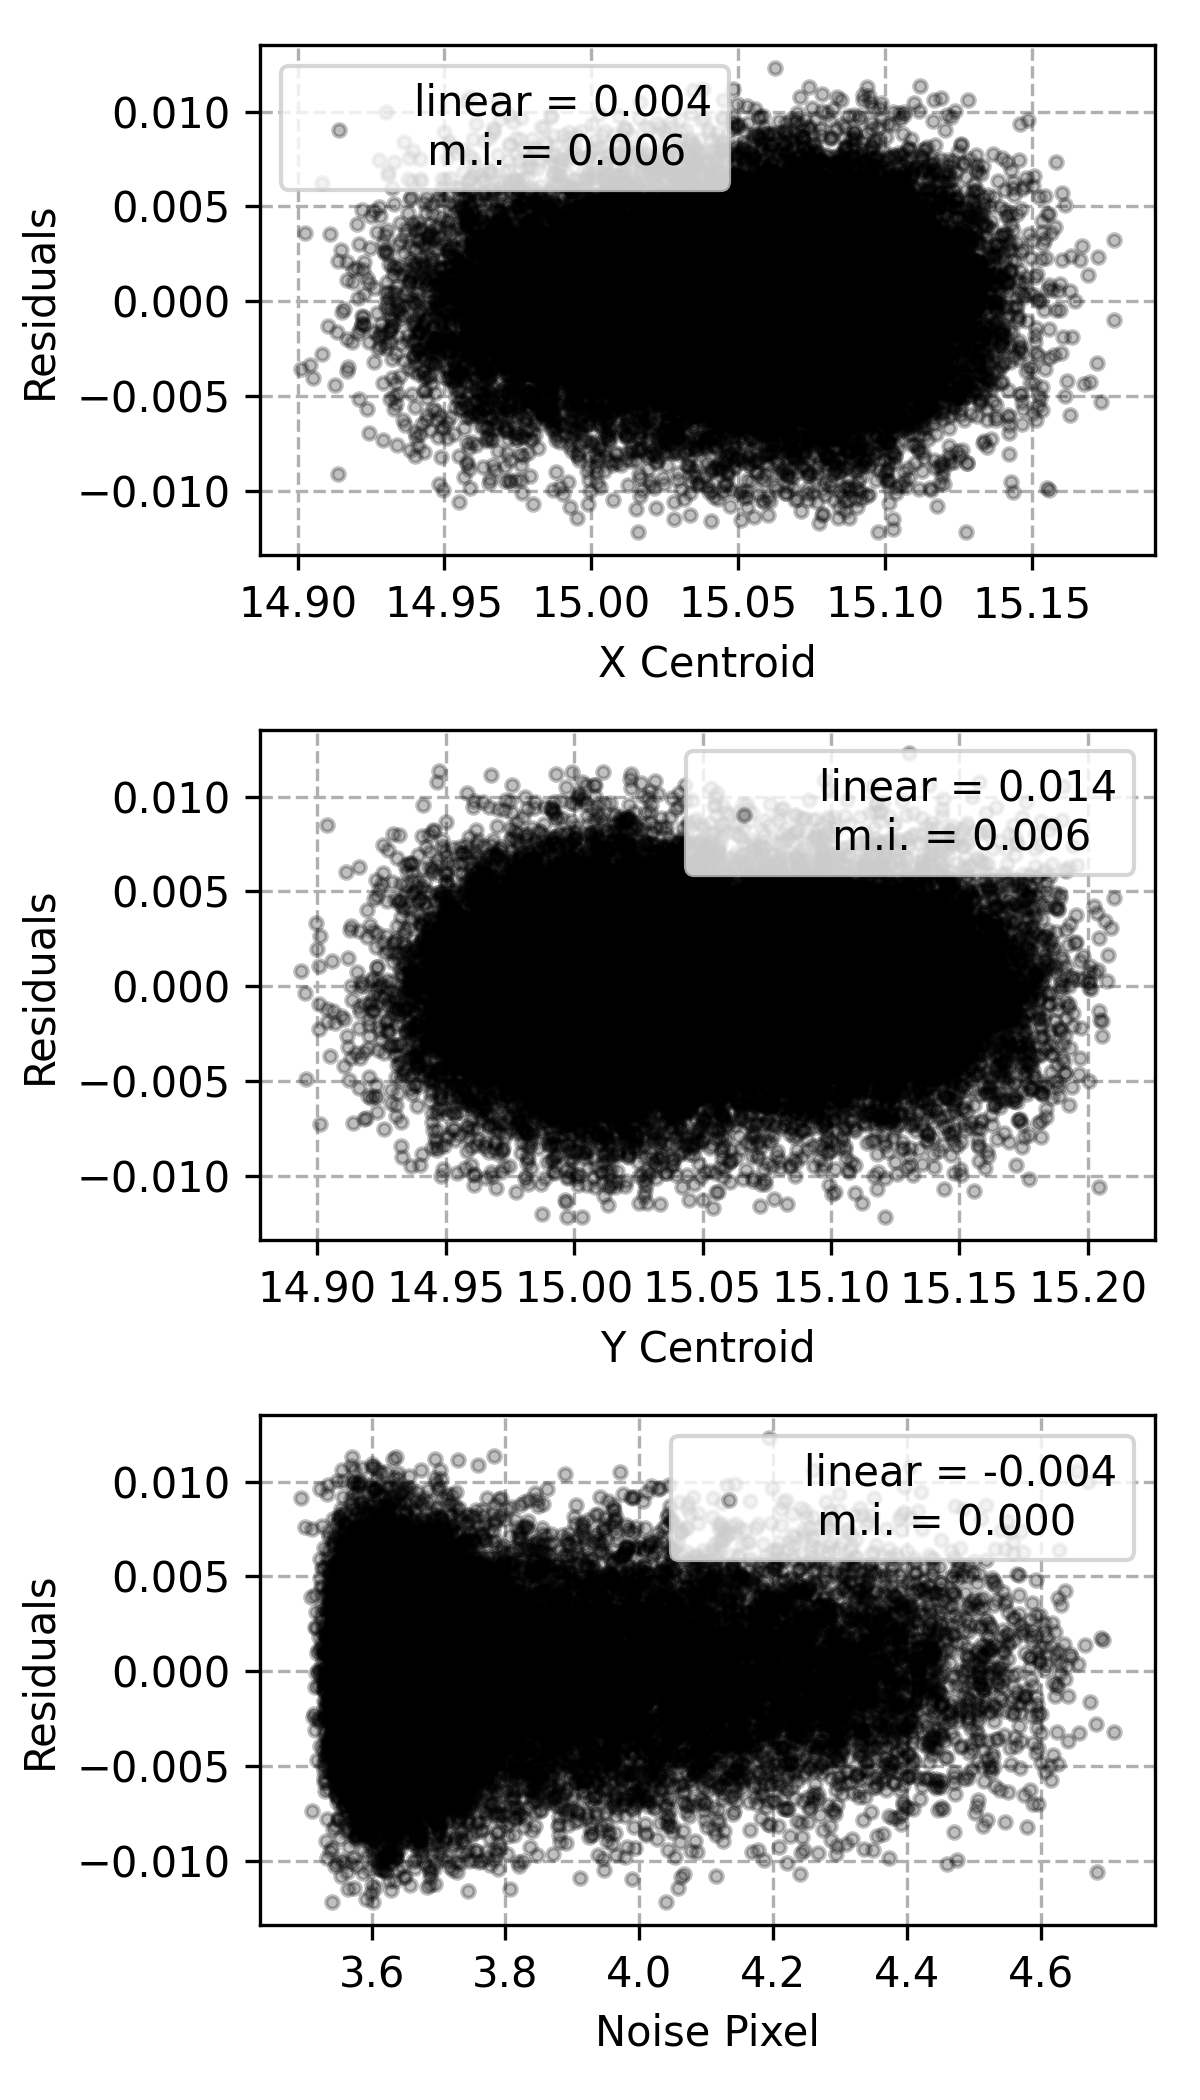 linear = 0.004
m.i. = 0.006
0.010
0.005
0.000
−0.005
−0.010
Residuals
14.90 14.95 15.00 15.05 15.10 15.15
X Centroid
linear = 0.014
m.i. = 0.006
0.010
0.005
0.000
−0.005
−0.010
Residuals
14.90 14.95 15.00 15.05 15.10 15.15 15.20
Y Centroid
linear = -0.004
m.i. = 0.000
0.010
0.005
0.000
−0.005
−0.010
Residuals
3.6 3.8 4.0 4.2 4.4 4.6
Noise Pixel